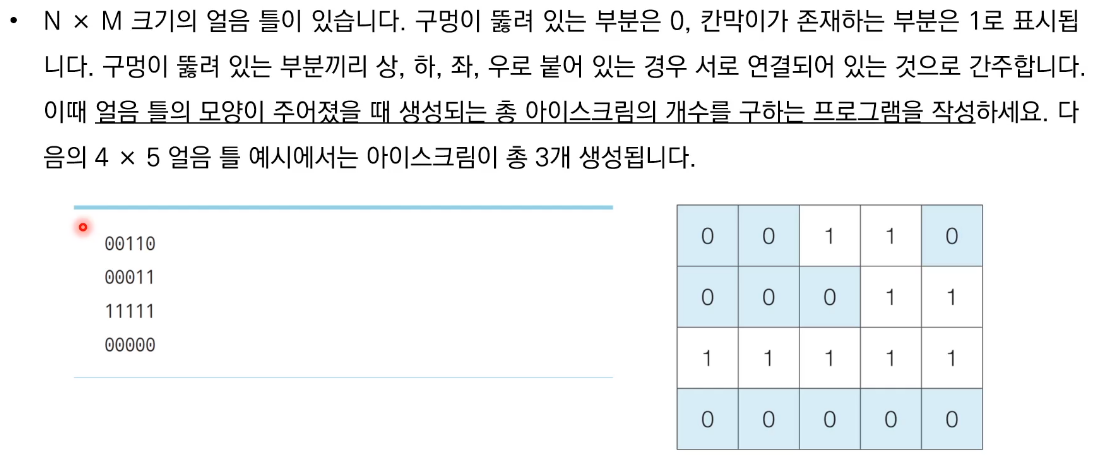 • N × M 크기의 얼음 틀이 있습니다. 구멍이 뚫려 있는 부분은 0, 칸막이가 존재하는 부분은 1로 표시됩
니다. 구멍이 뚫려 있는 부분끼리 상, 하, 좌, 우로 붙어 있는 경우 서로 연결되어 있는 것으로 간주합니다.
이때 얼음 틀의 모양이 주어졌을 때 생성되는 총 아이스크림의 개수를 구하는 프로그램을 작성하세요. 다
음의 4 × 5 얼음 틀 예시에서는 아이스크림이 총 3개 생성됩니다.
00110
00011
11111
00000
0 0 1 1 0
0 0 0 1 1
1 1 1 1 1
0 0 0 0 0